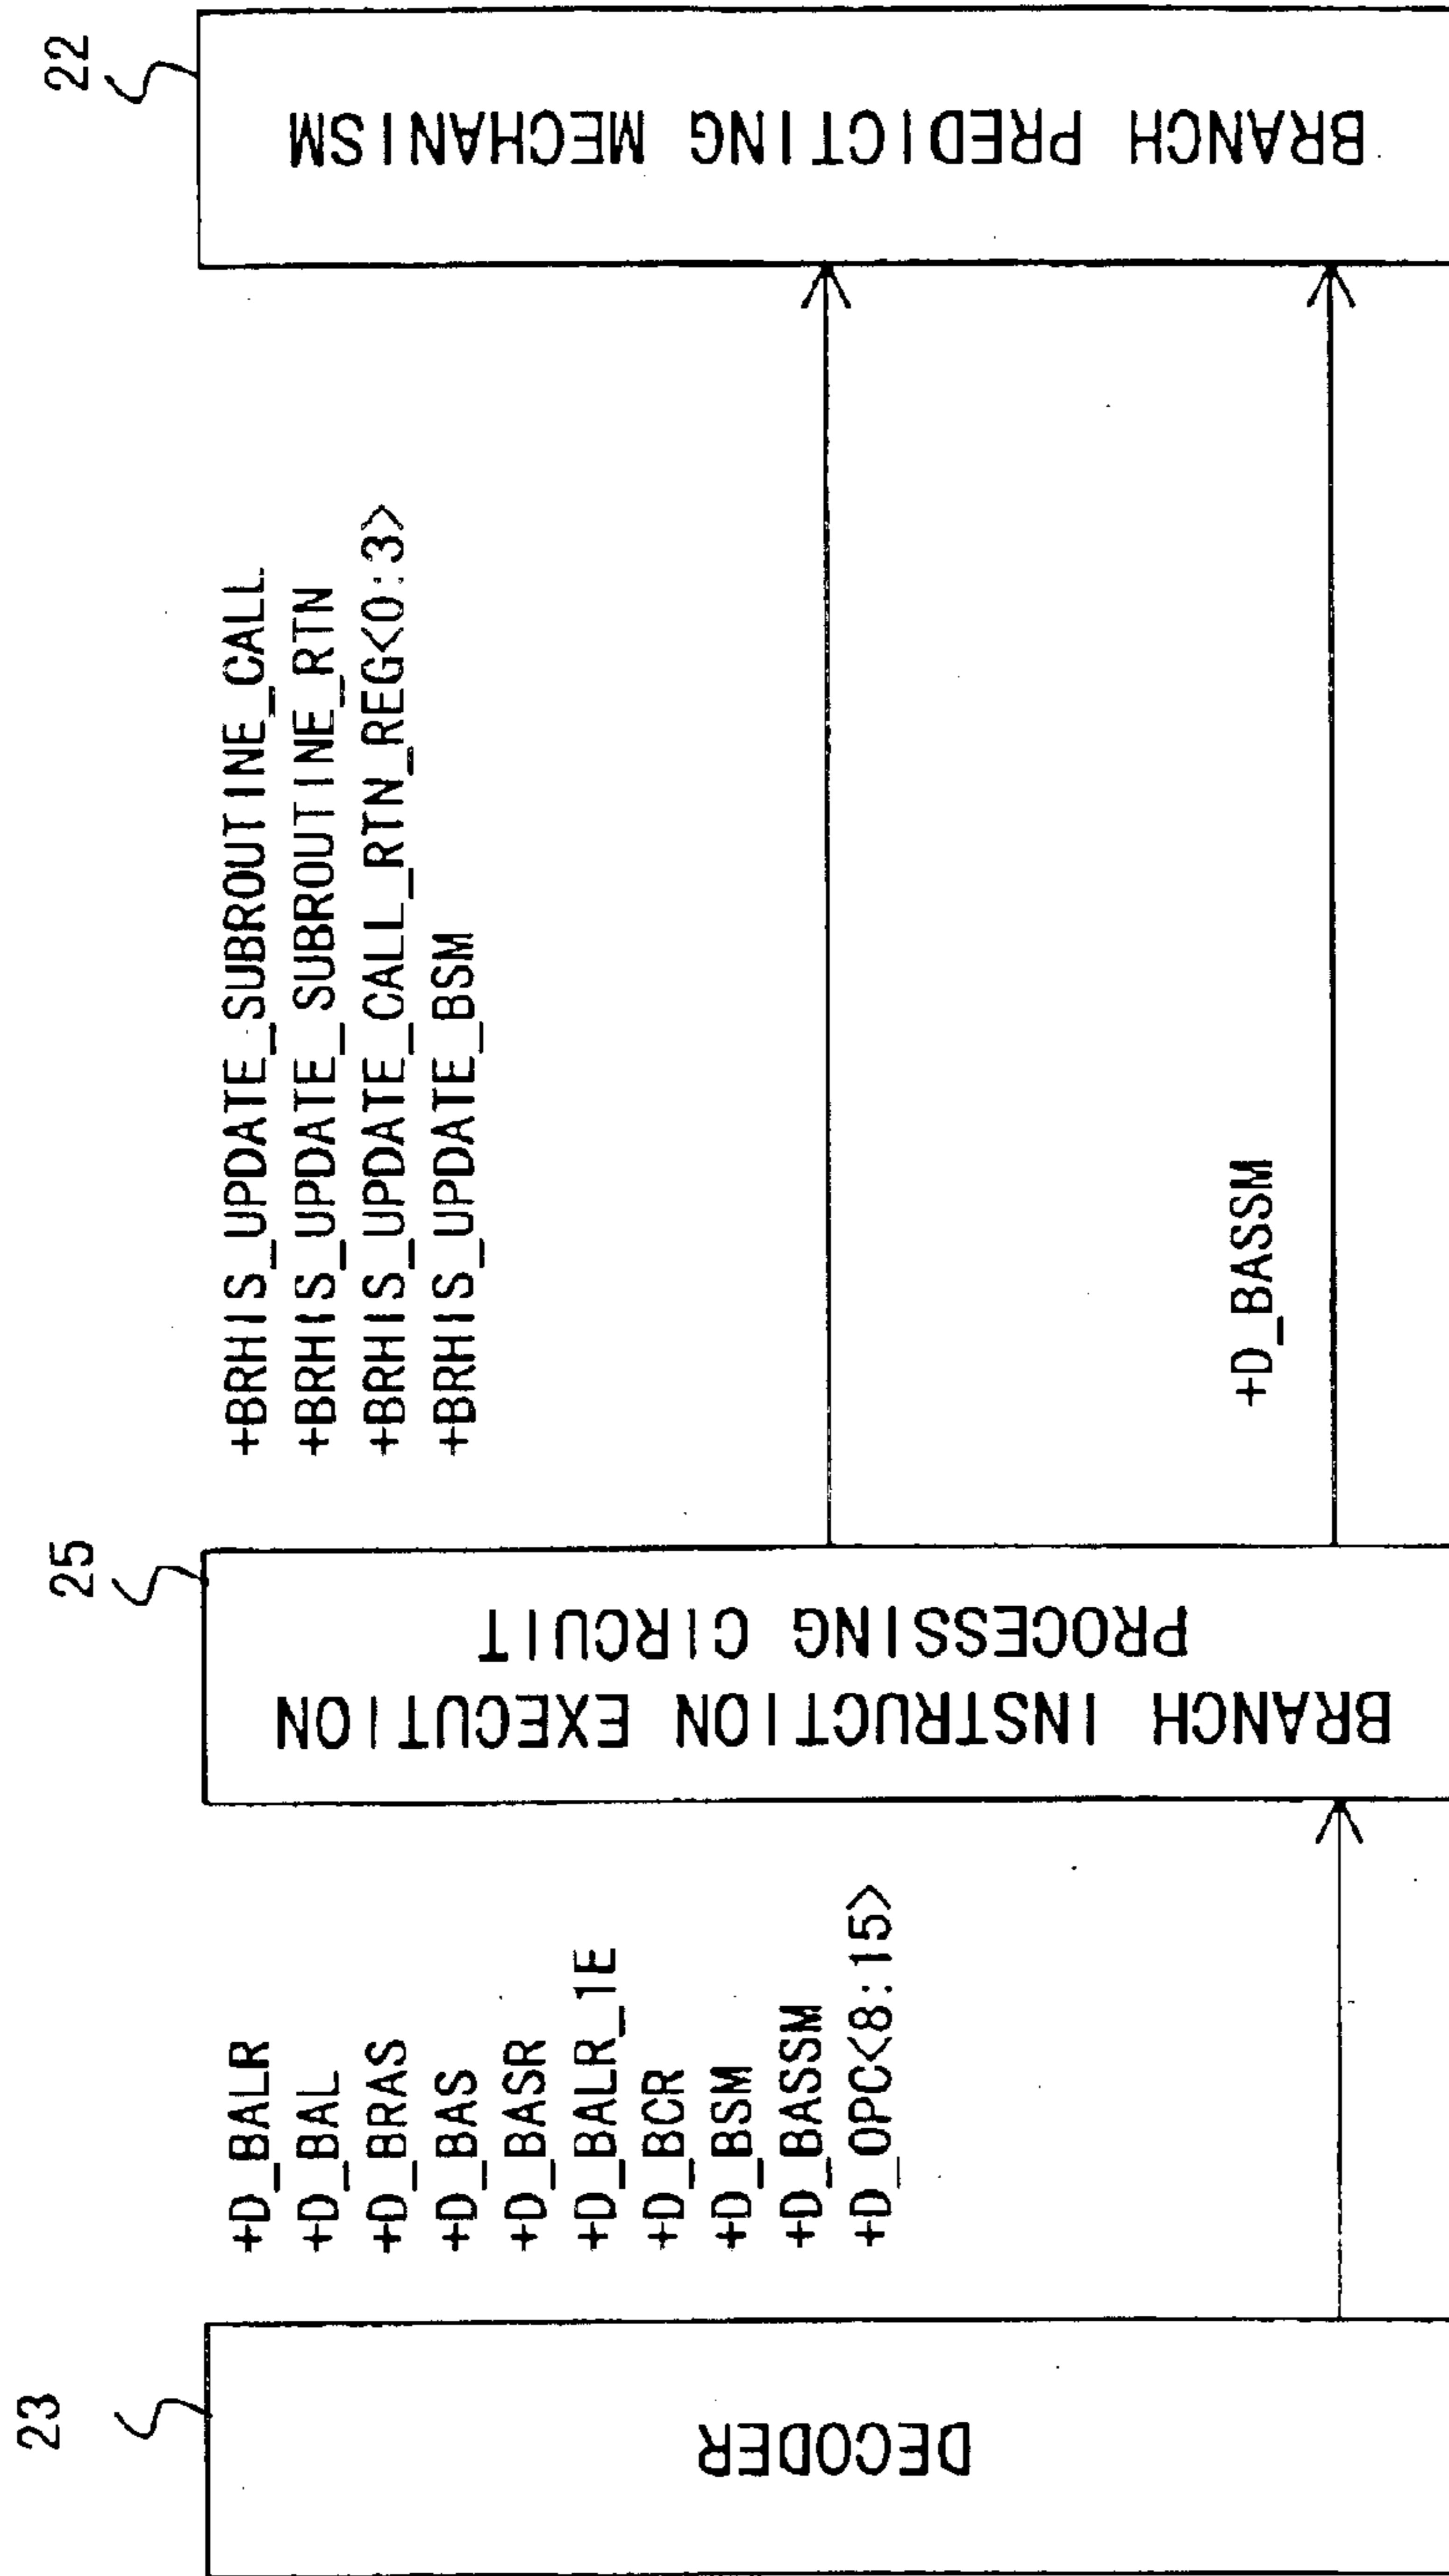 23
DECODER
+D_BALR
+D_BAL
+D_BRAS
+D_BAS
+D_BASR
+D_BALR_1E
+D_BCR
+D_BSM
+D_BASSM
+D_OPC<8:15>
25
BRANCH INSTRUCTION EXECUTION
PROCESSING CIRCUIT
+BRHIS_UPDATE_SUBROUTINE_CALL
+BRHIS_UPDATE_SUBROUTINE_RTN
+BRHIS_UPDATE_CALL_RTN_REG<0:3>
+BRHIS_UPDATE_BSM
+D_BASSM
22
BRANCH PREDICTING MECHANISM